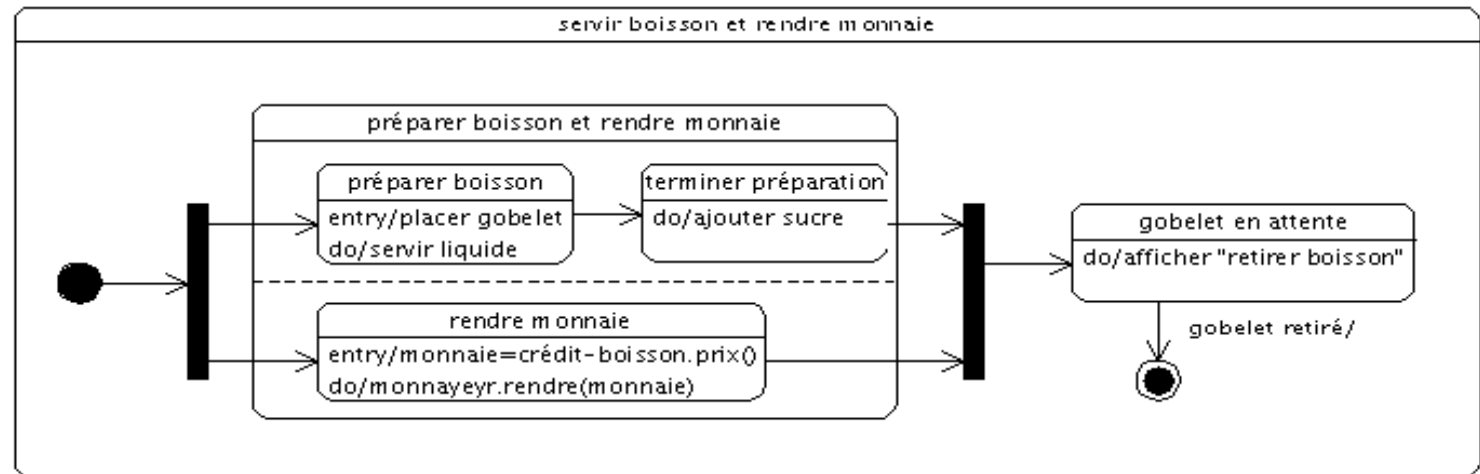 servir boisson et rendre monnaie
préparer boisson et rendre monnaie
préparer boisson
entry/placer gobelet
do/servir liquide
terminer préparation
do/ajouter sucre
rendre monnaie
entry/monnaie=crédit-boisson.prix()
do/monnayeyr.rendre(monnaie)
gobelet en attente
do/afficher "retirer boisson"
gobelet retiré/